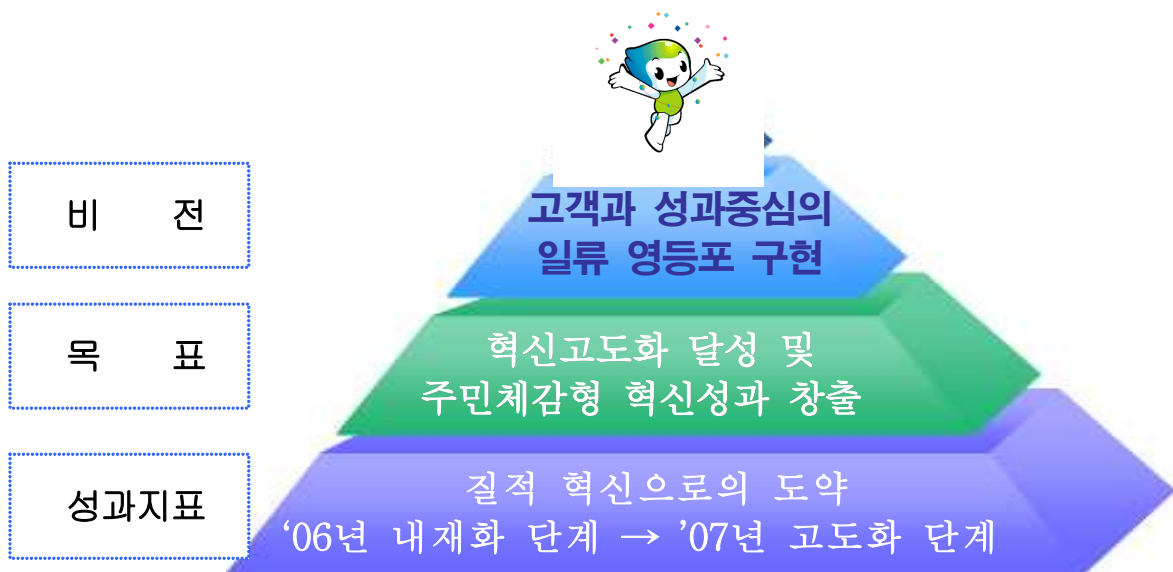 비 전
고객과 성과중심의
일류 영등포 구현
목 표
혁신고도화 달성 및
주민체감형 혁신성과 창출
성과지표
질적 혁신으로의 도약
‘06년 내재화 단계 → ’07년 고도화 단계